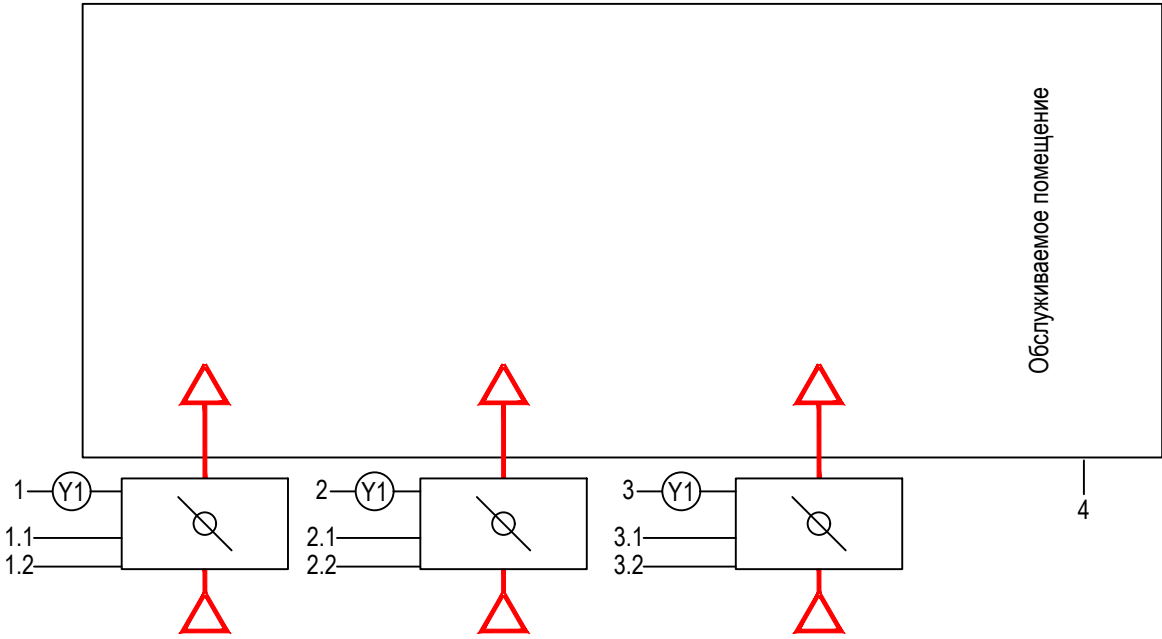 Обслуживаемое помещение
1 Y1 2 Y1 3 Y1
4
1.1 2.1 3.1
1.2 2.2 3.2